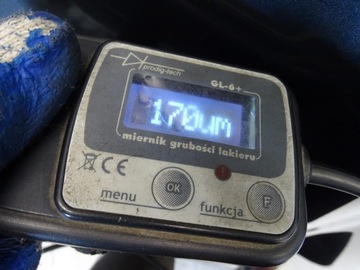 prodig-tech
GL-6+
170um
miernik grubości lakieru
CE
OK
F
menu
funkcja